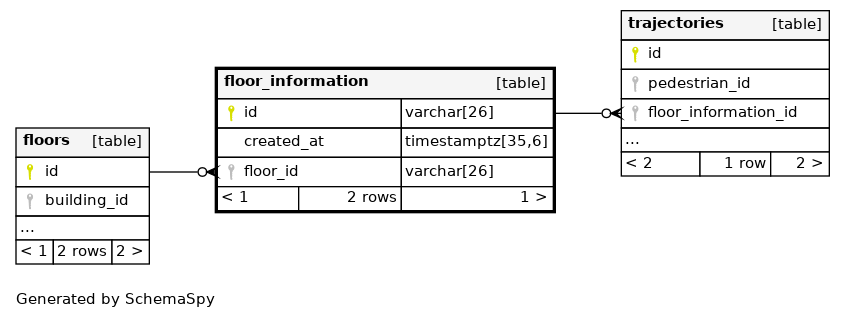 trajectories [table]
id
pedestrian_id
floor_information_id
...
< 2 1 row 2 >
floor_information [table]
id varchar[26]
created_at timestamptz[35,6]
floor_id varchar[26]
< 1 2 rows 1 >
floors [table]
id
building_id
...
< 1 2 rows 2 >
Generated by SchemaSpy